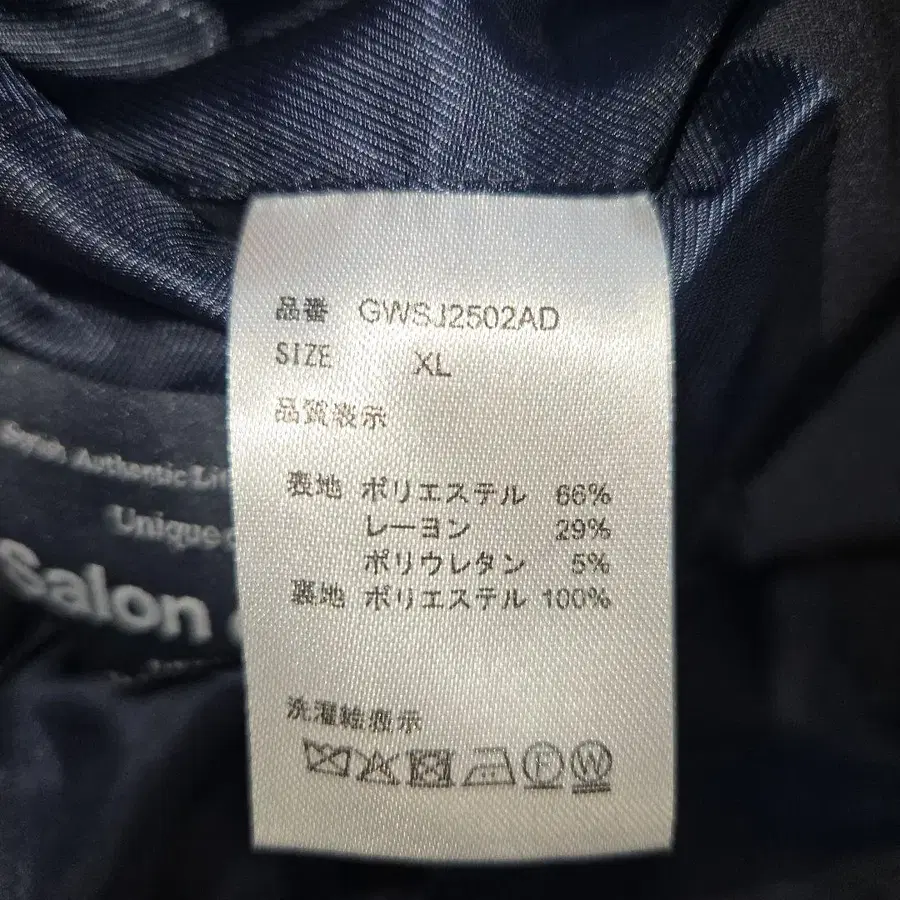 品番 GWSJ2502AD
SIZE XL
品質表示
表地 ポリエステル 66%
レーヨン 29%
ポリウレタン 5%
裏地 ポリエステル 100%
洗濯絵表示
F W
Authentic
Unique
Salon